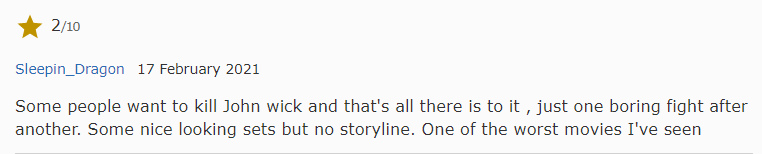 2/10
Sleepin_Dragon 17 February 2021
Some people want to kill John wick and that's all there is to it , just one boring fight after
another. Some nice looking sets but no storyline. One of the worst movies I've seen